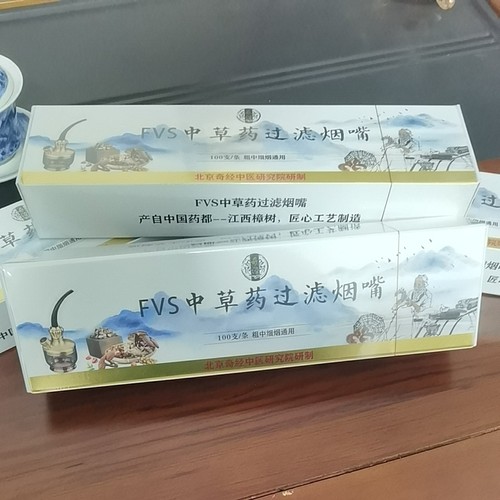 FVS中草药过滤烟嘴
100支/条 粗中细烟通用
北京奇经中医研究院研制
FVS中草药过滤烟嘴
产自中国药都--江西樟树，匠心工艺制造
FVS中草药过滤烟嘴
100支/条 粗中细烟通用
北京奇经中医研究院研制